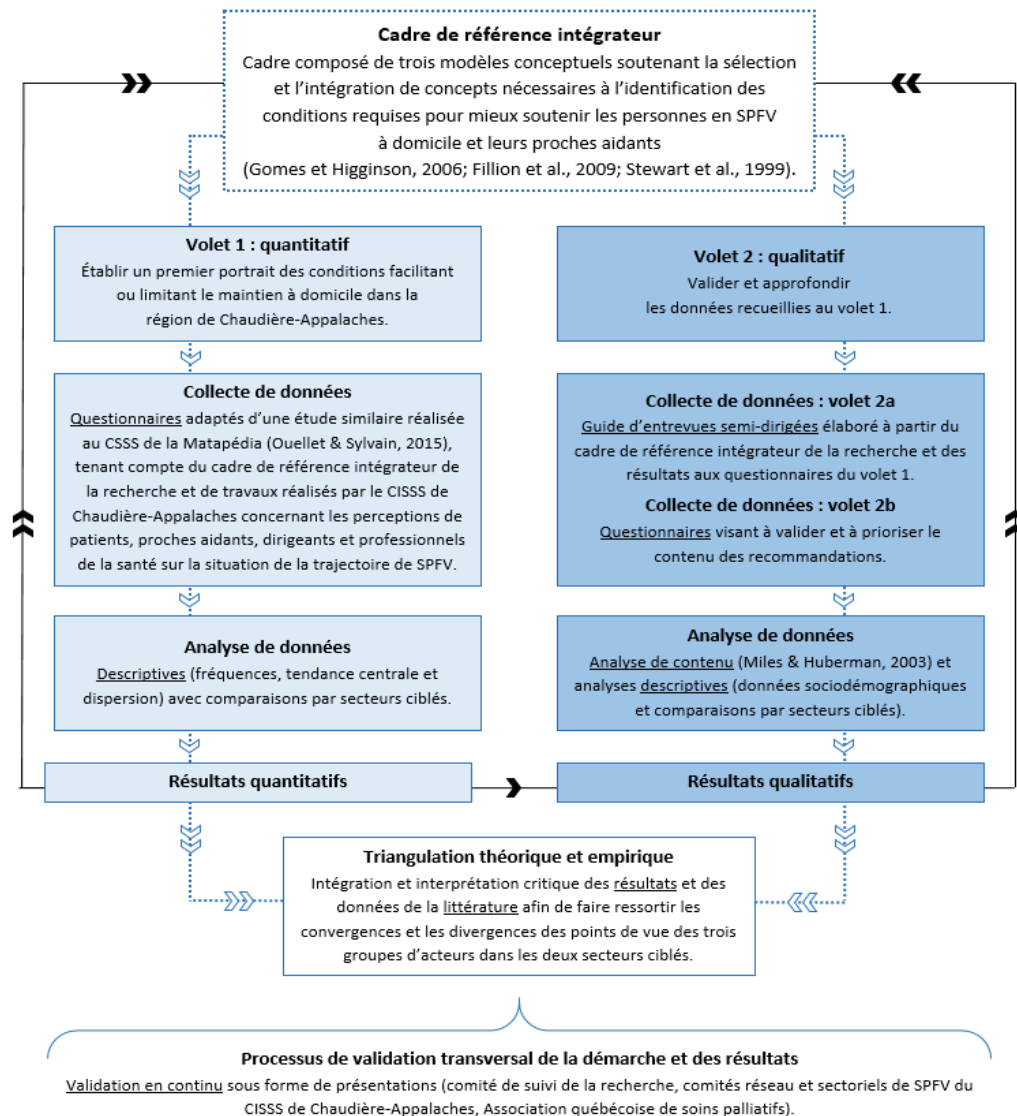 Cadre de référence intégrateur
Cadre composé de trois modèles conceptuels soutenant la sélection
et l'intégration de concepts nécessaires à l'identification des
conditions requises pour mieux soutenir les personnes en SPFV
à domicile et leurs proches aidants
(Gomes et Higginson, 2006; Fillion et al., 2009; Stewart et al., 1999).
Volet 1 : quantitatif
Établir un premier portrait des conditions facilitant
ou limitant le maintien à domicile dans la
région de Chaudière-Appalaches.
Volet 2 : qualitatif
Valider et approfondir
les données recueillies au volet 1.
Collecte de données
Questionnaires adaptés d'une étude similaire réalisée
au CSSS de la Matapédia (Ouellet & Sylvain, 2015),
tenant compte du cadre de référence intégrateur de
la recherche et de travaux réalisés par le CISSS de
Chaudière-Appalaches concernant les perceptions de
patients, proches aidants, dirigeants et professionnels
de la santé sur la situation de la trajectoire de SPFV.
Collecte de données : volet 2a
Guide d'entrevues semi-dirigées élaboré à partir du
cadre de référence intégrateur de la recherche et des
résultats aux questionnaires du volet 1.
Collecte de données : volet 2b
Questionnaires visant à valider et à prioriser le
contenu des recommandations.
Analyse de données
Descriptives (fréquences, tendance centrale et
dispersion) avec comparaisons par secteurs ciblés.
Analyse de données
Analyse de contenu (Miles & Huberman, 2003) et
analyses descriptives (données sociodémographiques
et comparaisons par secteurs ciblés).
Résultats quantitatifs
Résultats qualitatifs
Triangulation théorique et empirique
Intégration et interprétation critique des résultats et des
données de la littérature afin de faire ressortir les
convergences et les divergences des points de vue des trois
groupes d'acteurs dans les deux secteurs ciblés.
Processus de validation transversal de la démarche et des résultats
Validation en continu sous forme de présentations (comité de suivi de la recherche, comités réseau et sectoriels de SPFV du
CISSS de Chaudière-Appalaches, Association québécoise de soins palliatifs).